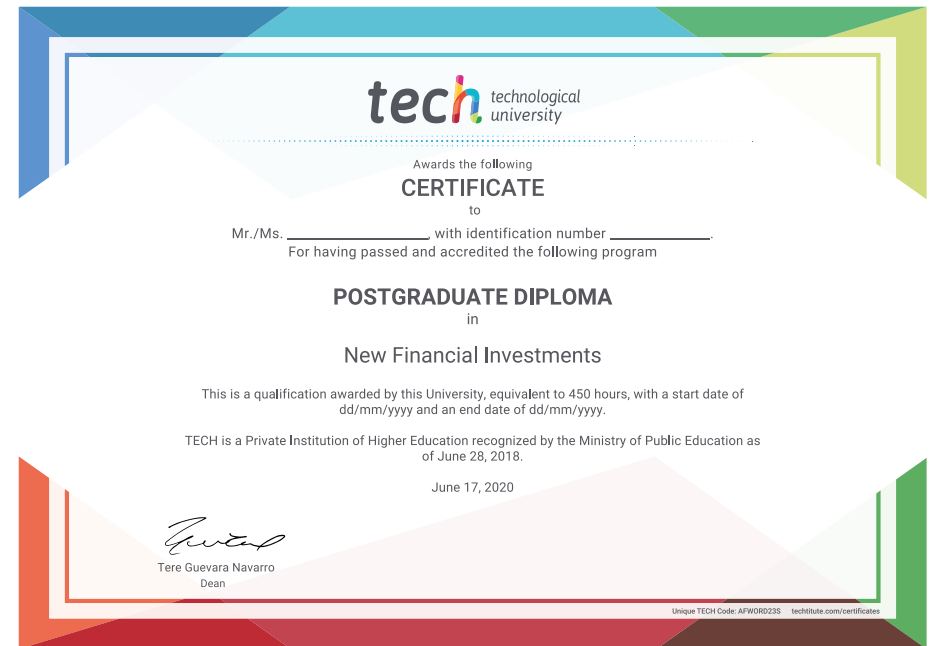 tech technological
university
Awards the following
CERTIFICATE
to
Mr./Ms. ____________________, with identification number ______________.
For having passed and accredited the following program
POSTGRADUATE DIPLOMA
in
New Financial Investments
This is a qualification awarded by this University, equivalent to 450 hours, with a start date of
dd/mm/yyyy and an end date of dd/mm/yyyy.
TECH is a Private Institution of Higher Education recognized by the Ministry of Public Education as
of June 28, 2018.
June 17, 2020
Tere Guevara Navarro
Dean
Unique TECH Code: AFWORD23S techtitute.com/certificates